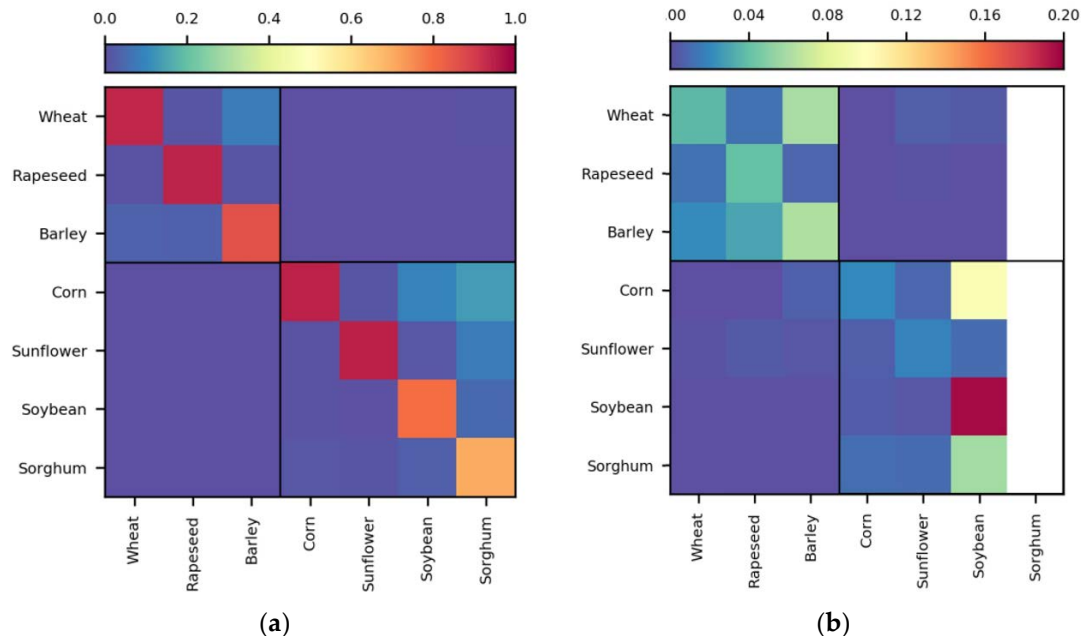 0.0 0.2 0.4 0.6 0.8 1.0
.00 0.04 0.08 0.12 0.16 0.20
Wheat
Rapeseed
Barley
Corn
Sunflower
Soybean
Sorghum
Wheat
Rapeseed
Barley
Corn
Sunflower
Soybean
Sorghum
(a)
Wheat
Rapeseed
Barley
Corn
Sunflower
Soybean
Sorghum
Wheat
Rapeseed
Barley
Corn
Sunflower
Soybean
Sorghum
(b)